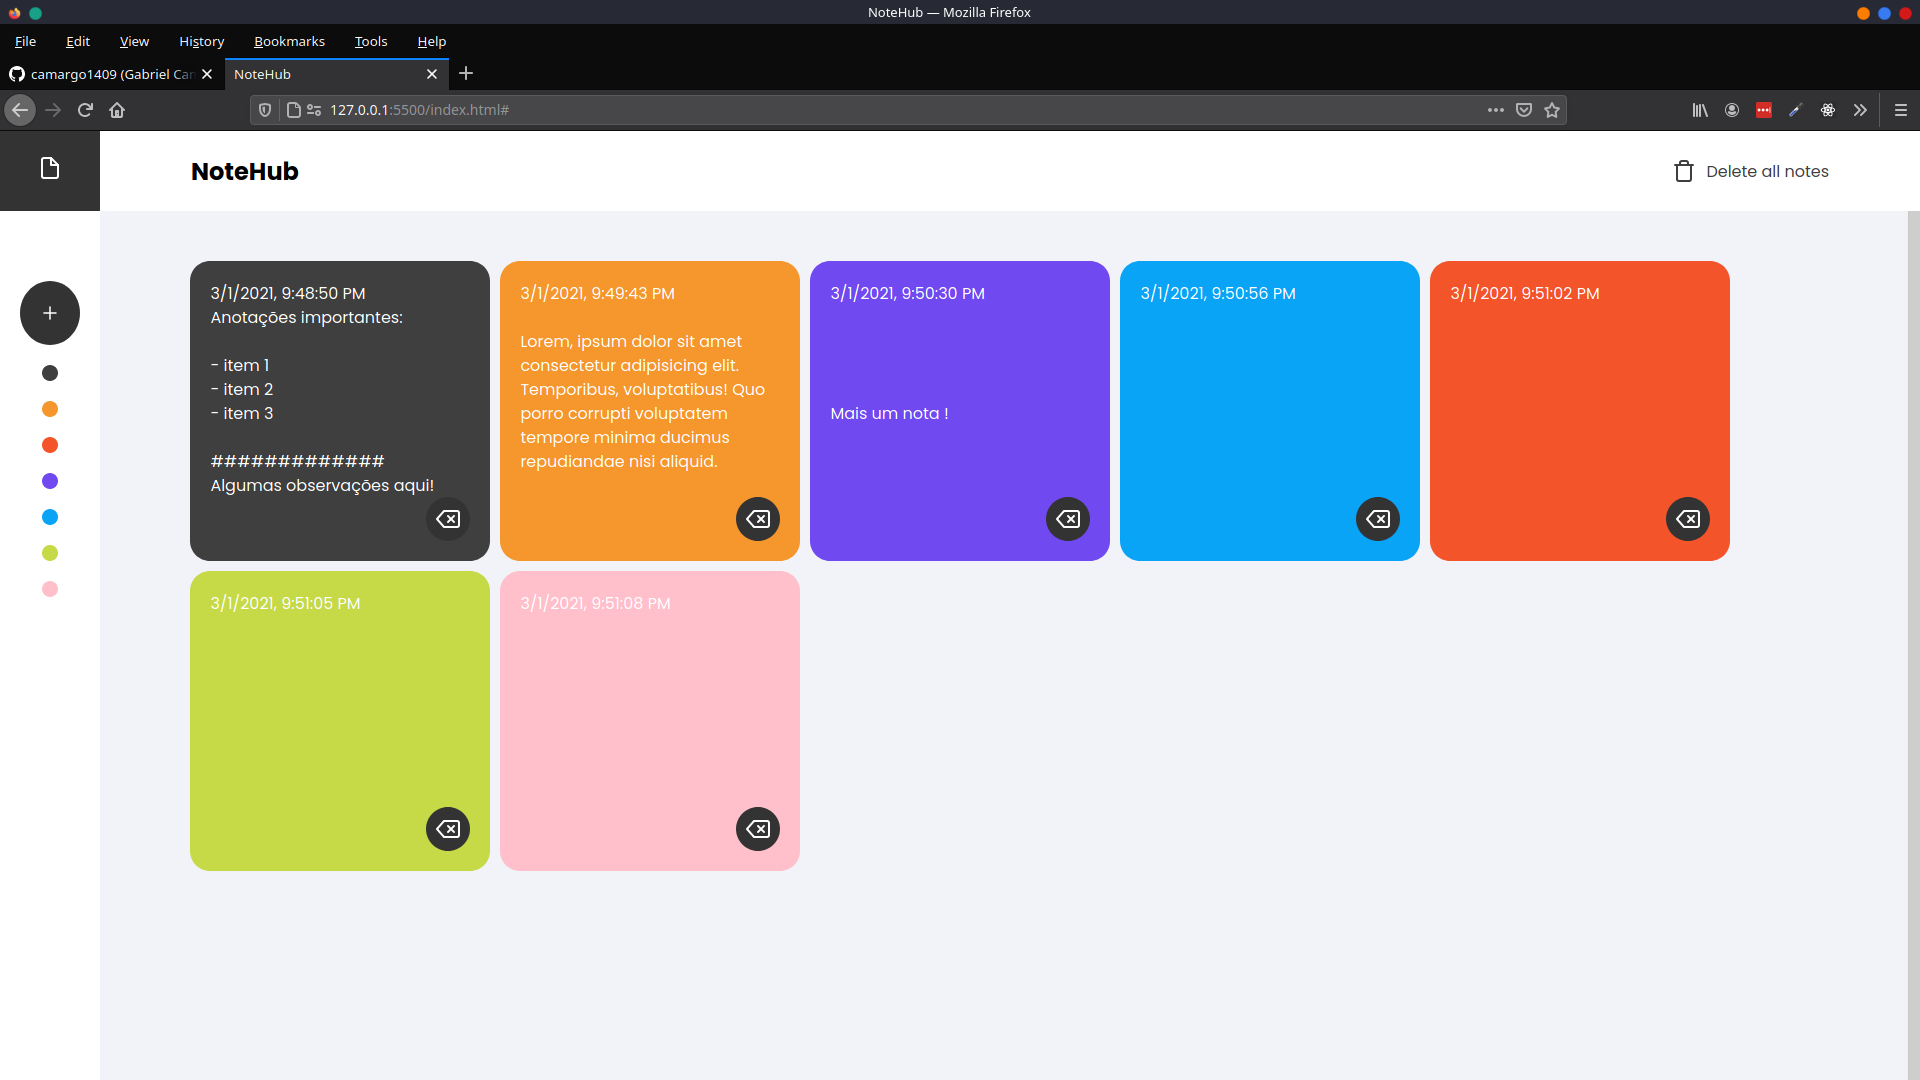 NoteHub — Mozilla Firefox
File Edit View History Bookmarks Tools Help
camargo1409 (Gabriel Car
NoteHub
127.0.0.1:5500/index.html#
NoteHub
Delete all notes
3/1/2021, 9:48:50 PM
Anotações importantes:
- item 1
- item 2
- item 3
#############
Algumas observações aqui!
3/1/2021, 9:49:43 PM
Lorem, ipsum dolor sit amet
consectetur adipisicing elit.
Temporibus, voluptatibus! Quo
porro corrupti voluptatem
tempore minima ducimus
repudiandae nisi aliquid.
3/1/2021, 9:50:30 PM
Mais um nota !
3/1/2021, 9:50:56 PM
3/1/2021, 9:51:02 PM
3/1/2021, 9:51:05 PM
3/1/2021, 9:51:08 PM